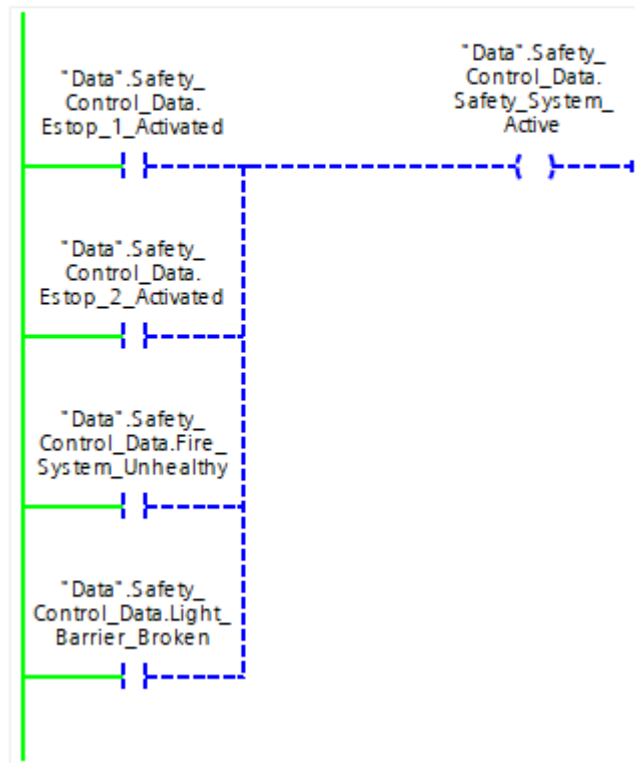 "Data".Safety_
Control_Data.
Estop_1_Activated
"Data".Safety_
Control_Data.
Safety_System_
Active
"Data".Safety_
Control_Data.
Estop_2_Activated
"Data".Safety_
Control_Data.Fire_
System_Unhealthy
"Data".Safety_
Control_Data.Light_
Barrier_Broken